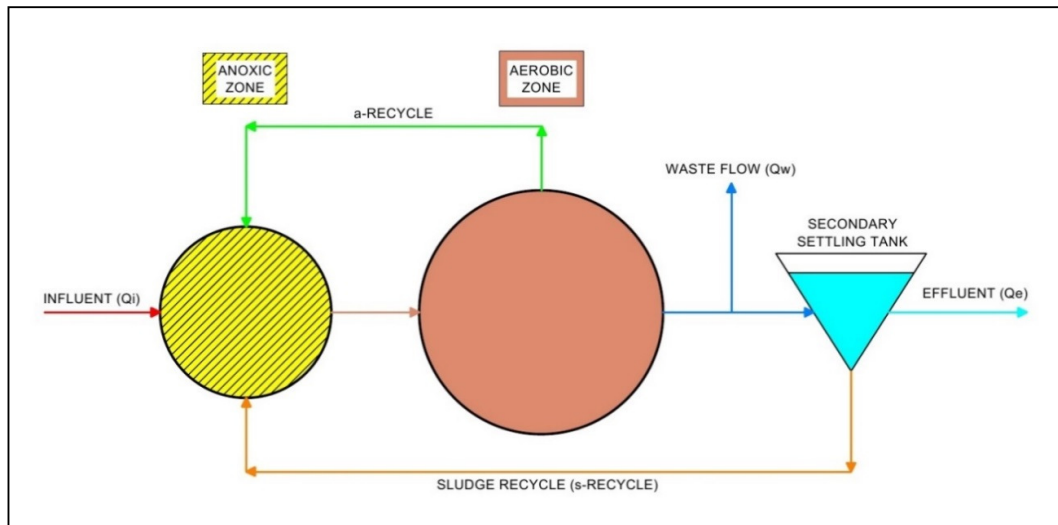 ANOXIC
ZONE
AEROBIC
ZONE
a-RECYCLE
WASTE FLOW (Qw)
SECONDARY
SETTLING TANK
INFLUENT (Qi)
EFFLUENT (Qe)
SLUDGE RECYCLE (s-RECYCLE)